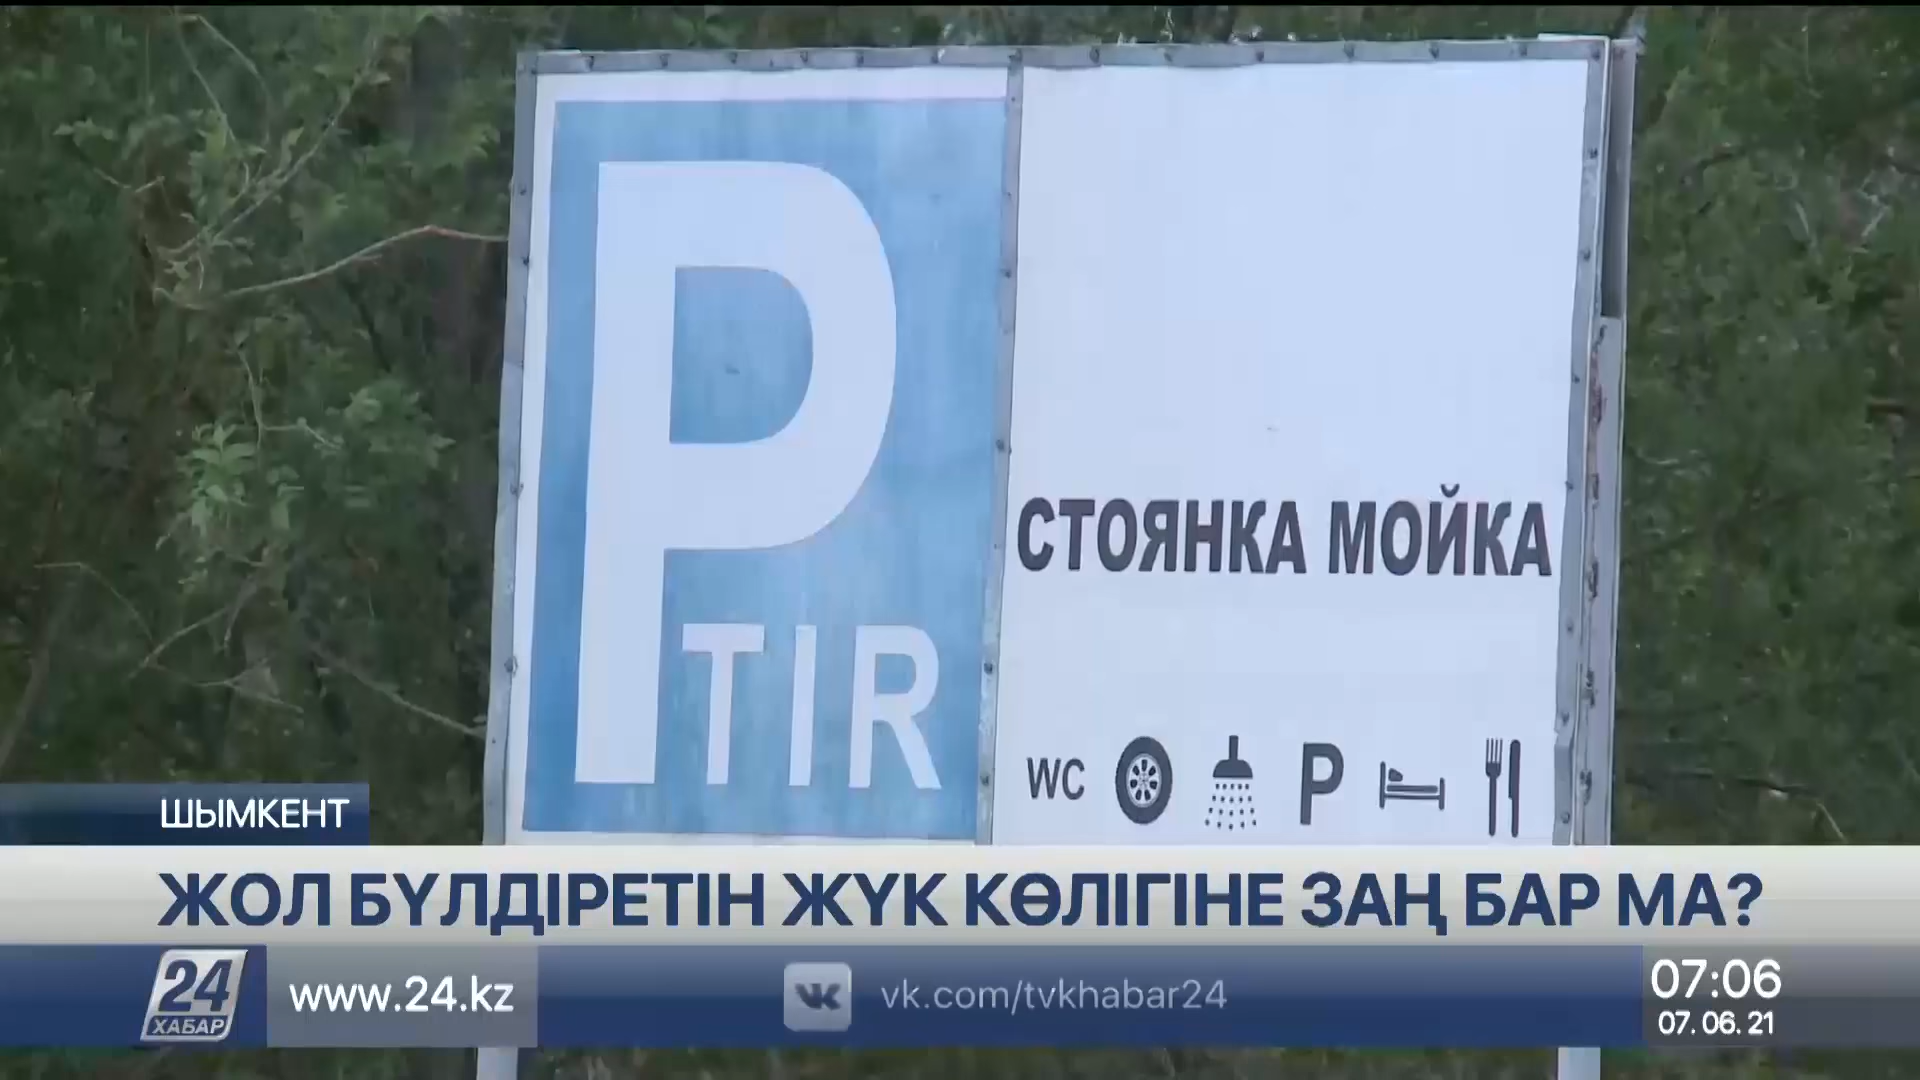 P
TIR
СТОЯНКА МОЙКА
WC P
ШЫМКЕНТ
ЖОЛ БҮЛДІРЕТІН ЖҮК КӨЛІГІНЕ ЗАҢ БАР МА?
24
ХАБАР
www.24.kz
vk.com/tvkhabar24
07:06
07. 06. 21